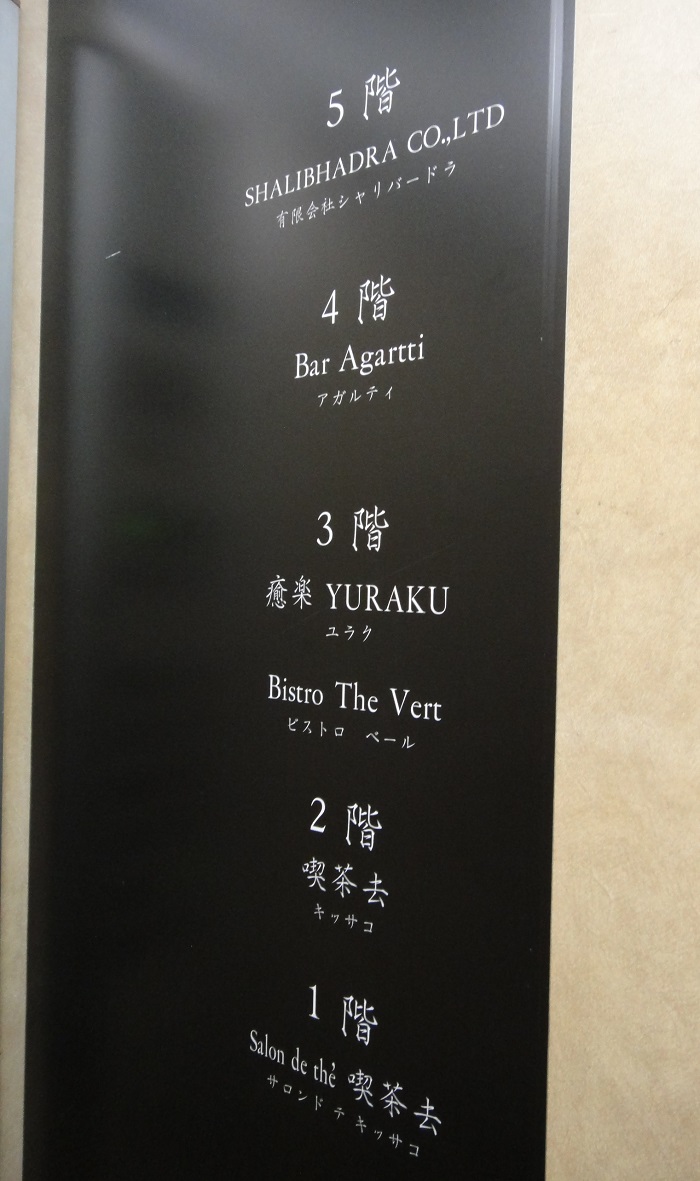 5 階
SHALIBHADRA CO.,LTD
有限会社シャリバードラ
4 階
Bar Agartti
アガルティ
3 階
癒楽 YURAKU
ユラク
Bistro The Vert
ビストロ ベール
2 階
喫茶去
キッサコ
1 階
Salon de thé 喫茶去
サロンド テ キッサコ